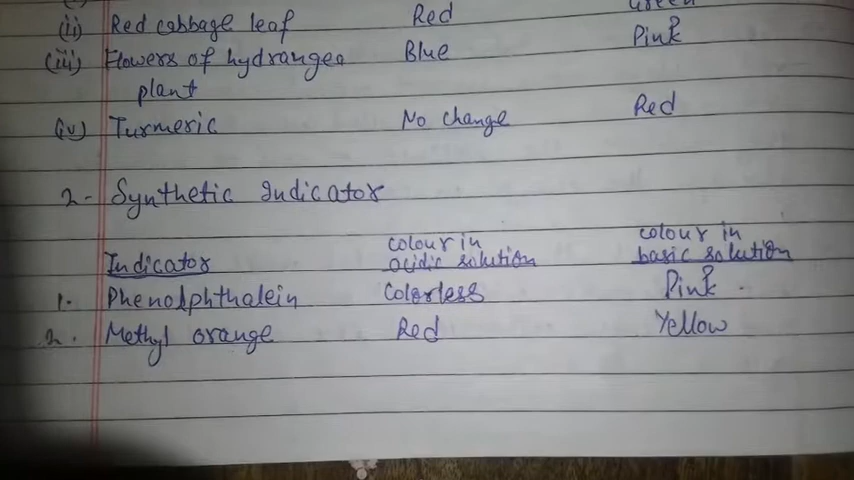 Green
(ii) Red cabbage leaf Red
(iii) Flowers of hydrangea Blue Pink
plant
(iv) Turmeric No change Red
2- Synthetic Indicator
Indicator colour in acidic solution colour in basic solution
1. Phenolphthalein Colorless Pink
2. Methyl orange Red Yellow